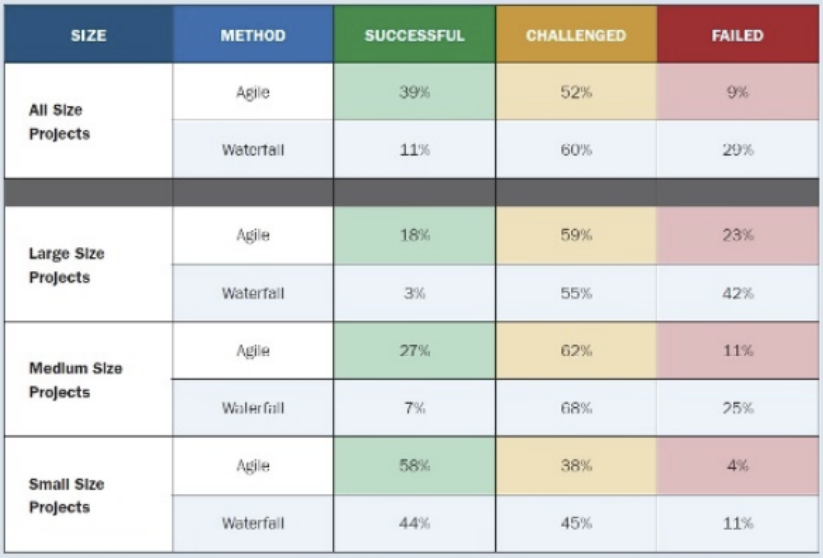 SIZE METHOD SUCCESSFUL CHALLENGED FAILED
All Size Projects
Agile 39% 52% 9%
Waterfall 11% 60% 29%
Large Size Projects
Agile 18% 59% 23%
Waterfall 3% 55% 42%
Medium Size Projects
Agile 27% 62% 11%
Waterfall 7% 68% 25%
Small Size Projects
Agile 58% 38% 4%
Waterfall 44% 45% 11%